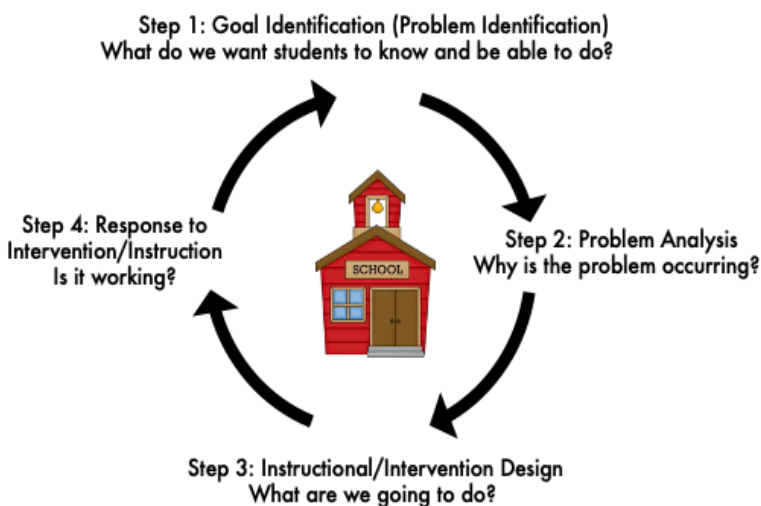 Step 1: Goal Identification (Problem Identification)
What do we want students to know and be able to do?
Step 2: Problem Analysis
Why is the problem occurring?
Step 3: Instructional/Intervention Design
What are we going to do?
Step 4: Response to
Intervention/Instruction
Is it working?
SCHOOL